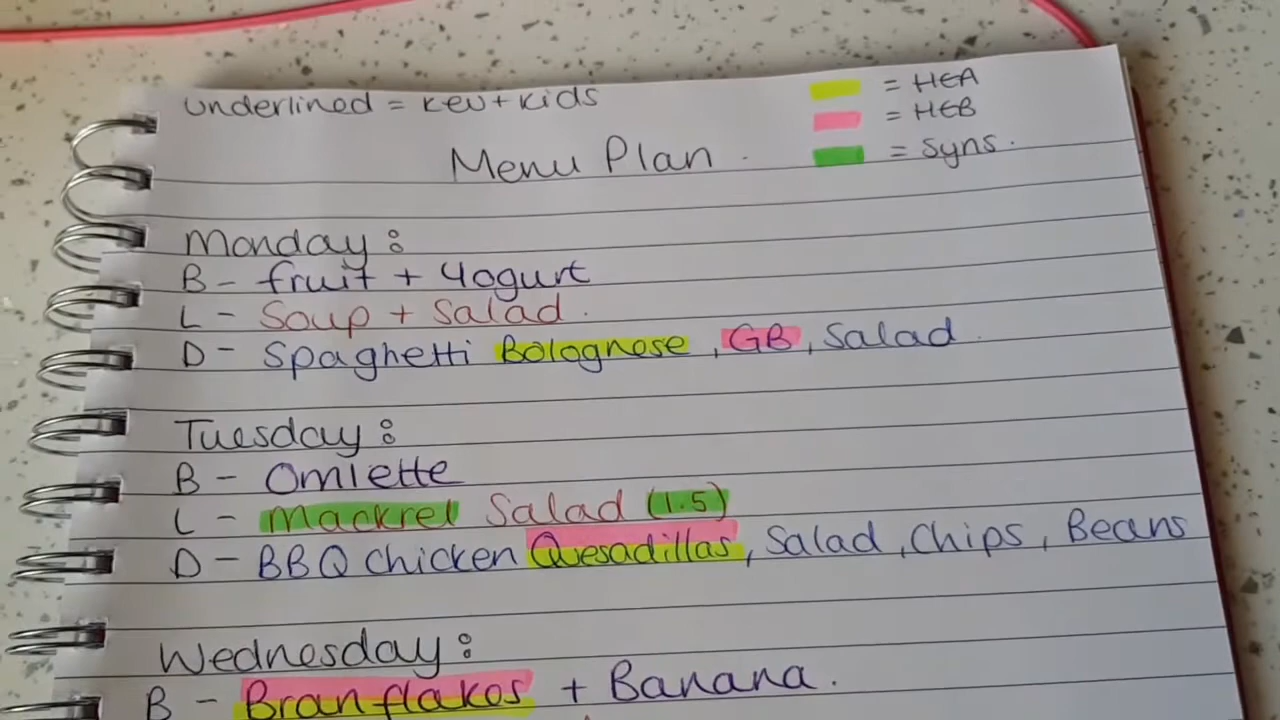 underlined = kev + kids
= HEA
= HEB
= Syns.
Menu Plan
Monday:
B - fruit + Yogurt
L - Soup + Salad.
D - Spaghetti Bolognese, GB, Salad
Tuesday:
B - Omlette
L - Mackrel Salad (1.5)
D - BBQ Chicken Quesadillas, Salad, Chips, Beans
Wednesday:
B - Branflakes + Banana.